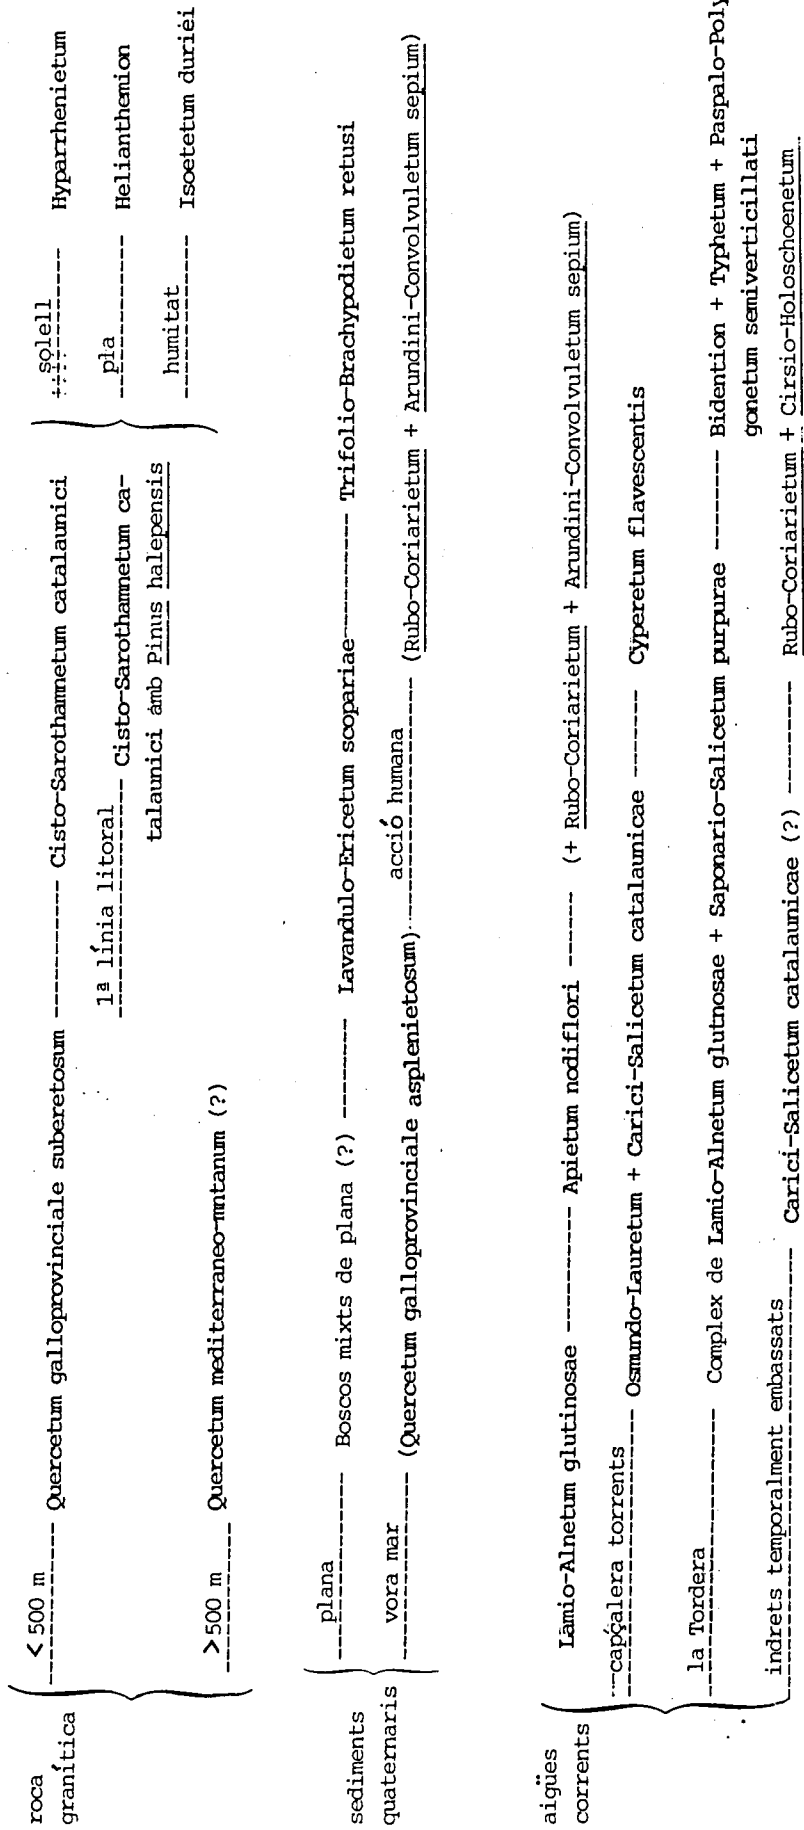 roca
granítica
< 500 m
Quercetum galloprovinciale suberetosum ------------ Cisto-Sarothamnetum catalaunici
solell
Hyparrhenietum
pla
Helianthemion
humitat
Isoetetum duriëi
1ª línia litoral
Cisto-Sarothamnetum ca-
talaunici amb Pinus halepensis
> 500 m
Quercetum mediterraneo-mntanum (?)
sediments
quaternaris
plana
Boscos mixts de plana (?) --------- Lavandulo-Ericetum scopariae ------------ Trifolio-Brachypodietum retusi
vora mar
(Quercetum galloprovinciale asplenietosum)
acció humana
(Rubo-Coriarietum + Arundini-Convolvuletum sepium)
aigües
corrents
Lamio-Alnetum glutinosae ----------- Apietum nodiflori ------- (+ Rubo-Coriarietum + Arundini-Convolvuletum sepium)
capçalera torrents
Osmundo-Lauretum + Carici-Salicetum catalaunicae -------- Cyperetum flavescentis
la Tordera
Complex de Lamio-Alnetum glutnosae + Saponario-Salicetum purpurae --------- Bidention + Typhetum + Paspalo-Poly
gonetum semiverticillati
indrets temporalment embassats
Carici-Salicetum catalaunicae (?) ----------- Rubo-Coriarietum + Cirsio-Holoschoenetum